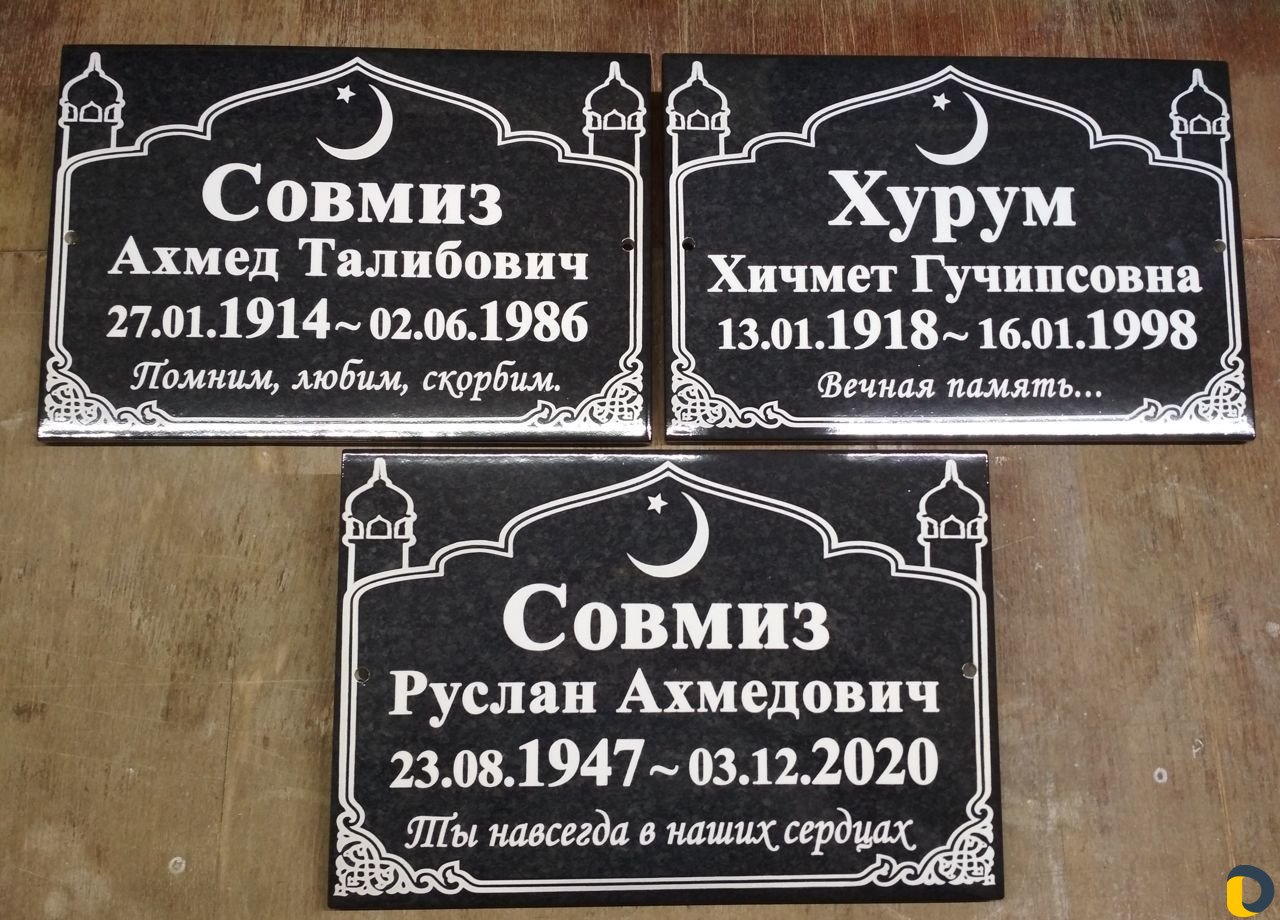 Совмиз
Ахмед Талибович
27.01.1914 ~ 02.06.1986
Помним, любим, скорбим.
Хурум
Хичмет Гучипсовна
13.01.1918 ~ 16.01.1998
Вечная память...
Совмиз
Руслан Ахмедович
23.08.1947 ~ 03.12.2020
Ты навсегда в наших сердцах